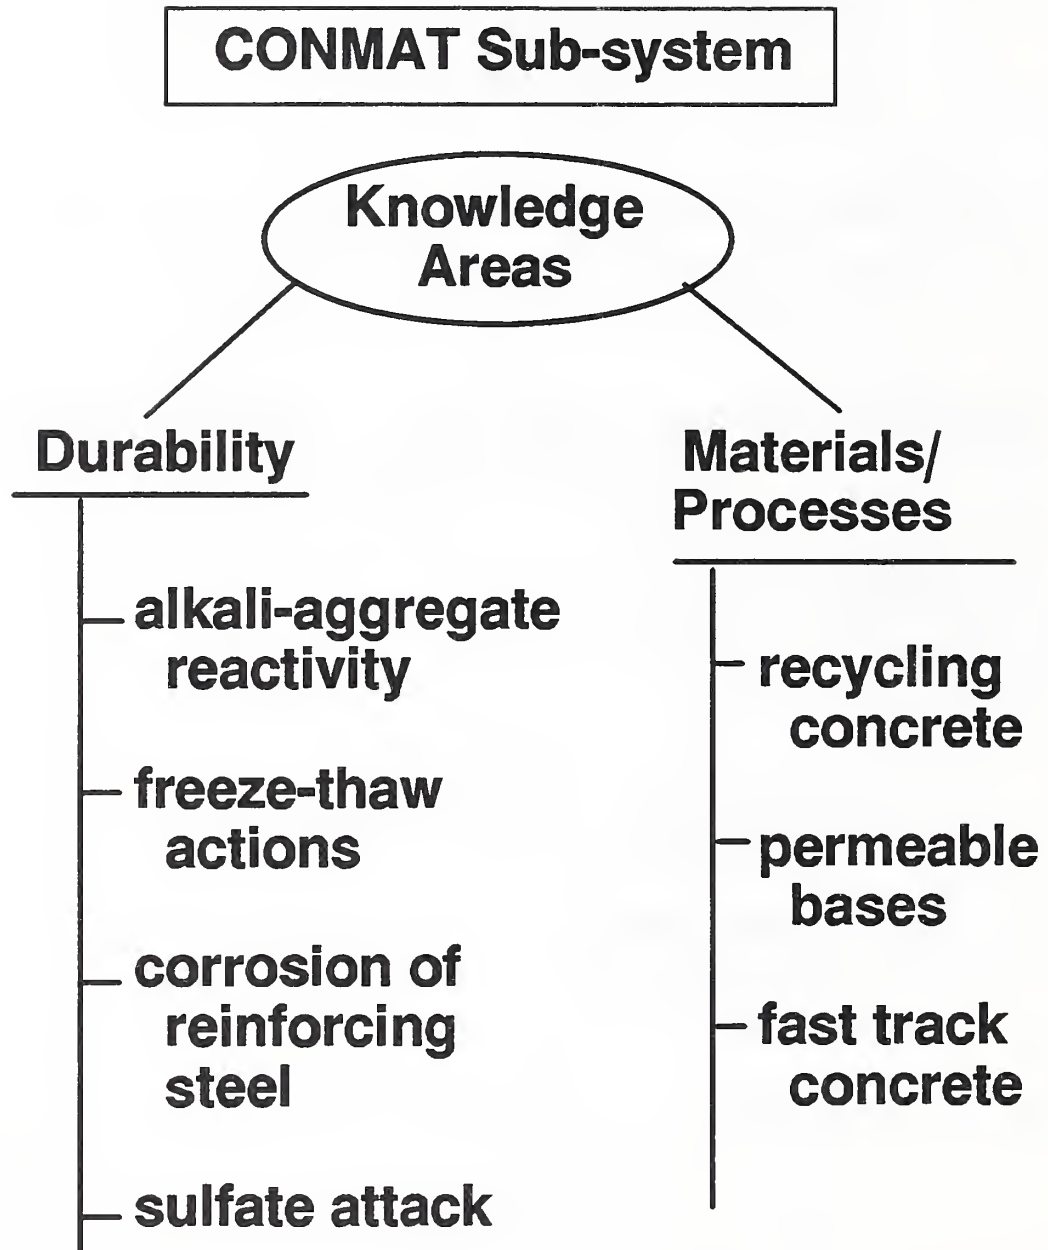 CONMAT Sub-system
Knowledge
Areas
Durability
alkali-aggregate
reactivity
freeze-thaw
actions
corrosion of
reinforcing
steel
sulfate attack
Materials/
Processes
recycling
concrete
permeable
bases
fast track
concrete